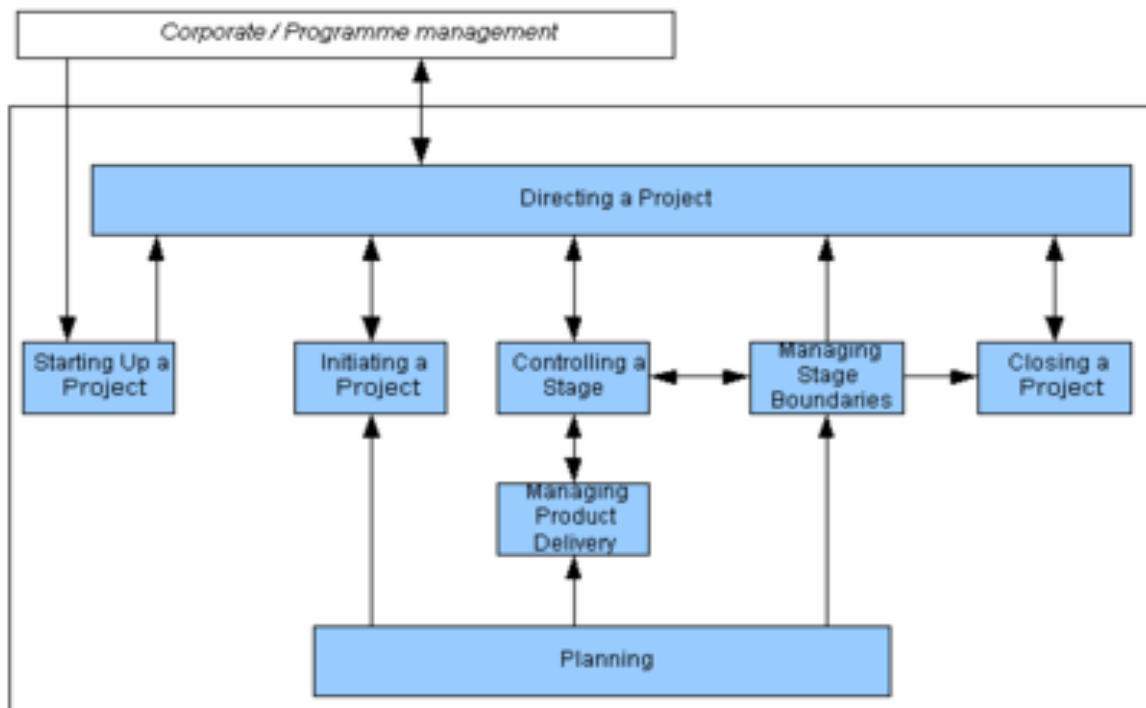 Corporate / Programme management
Directing a Project
Starting Up a
Project
Initiating a
Project
Controlling a
Stage
Managing
Stage
Boundaries
Closing a
Project
Managing
Product
Delivery
Planning